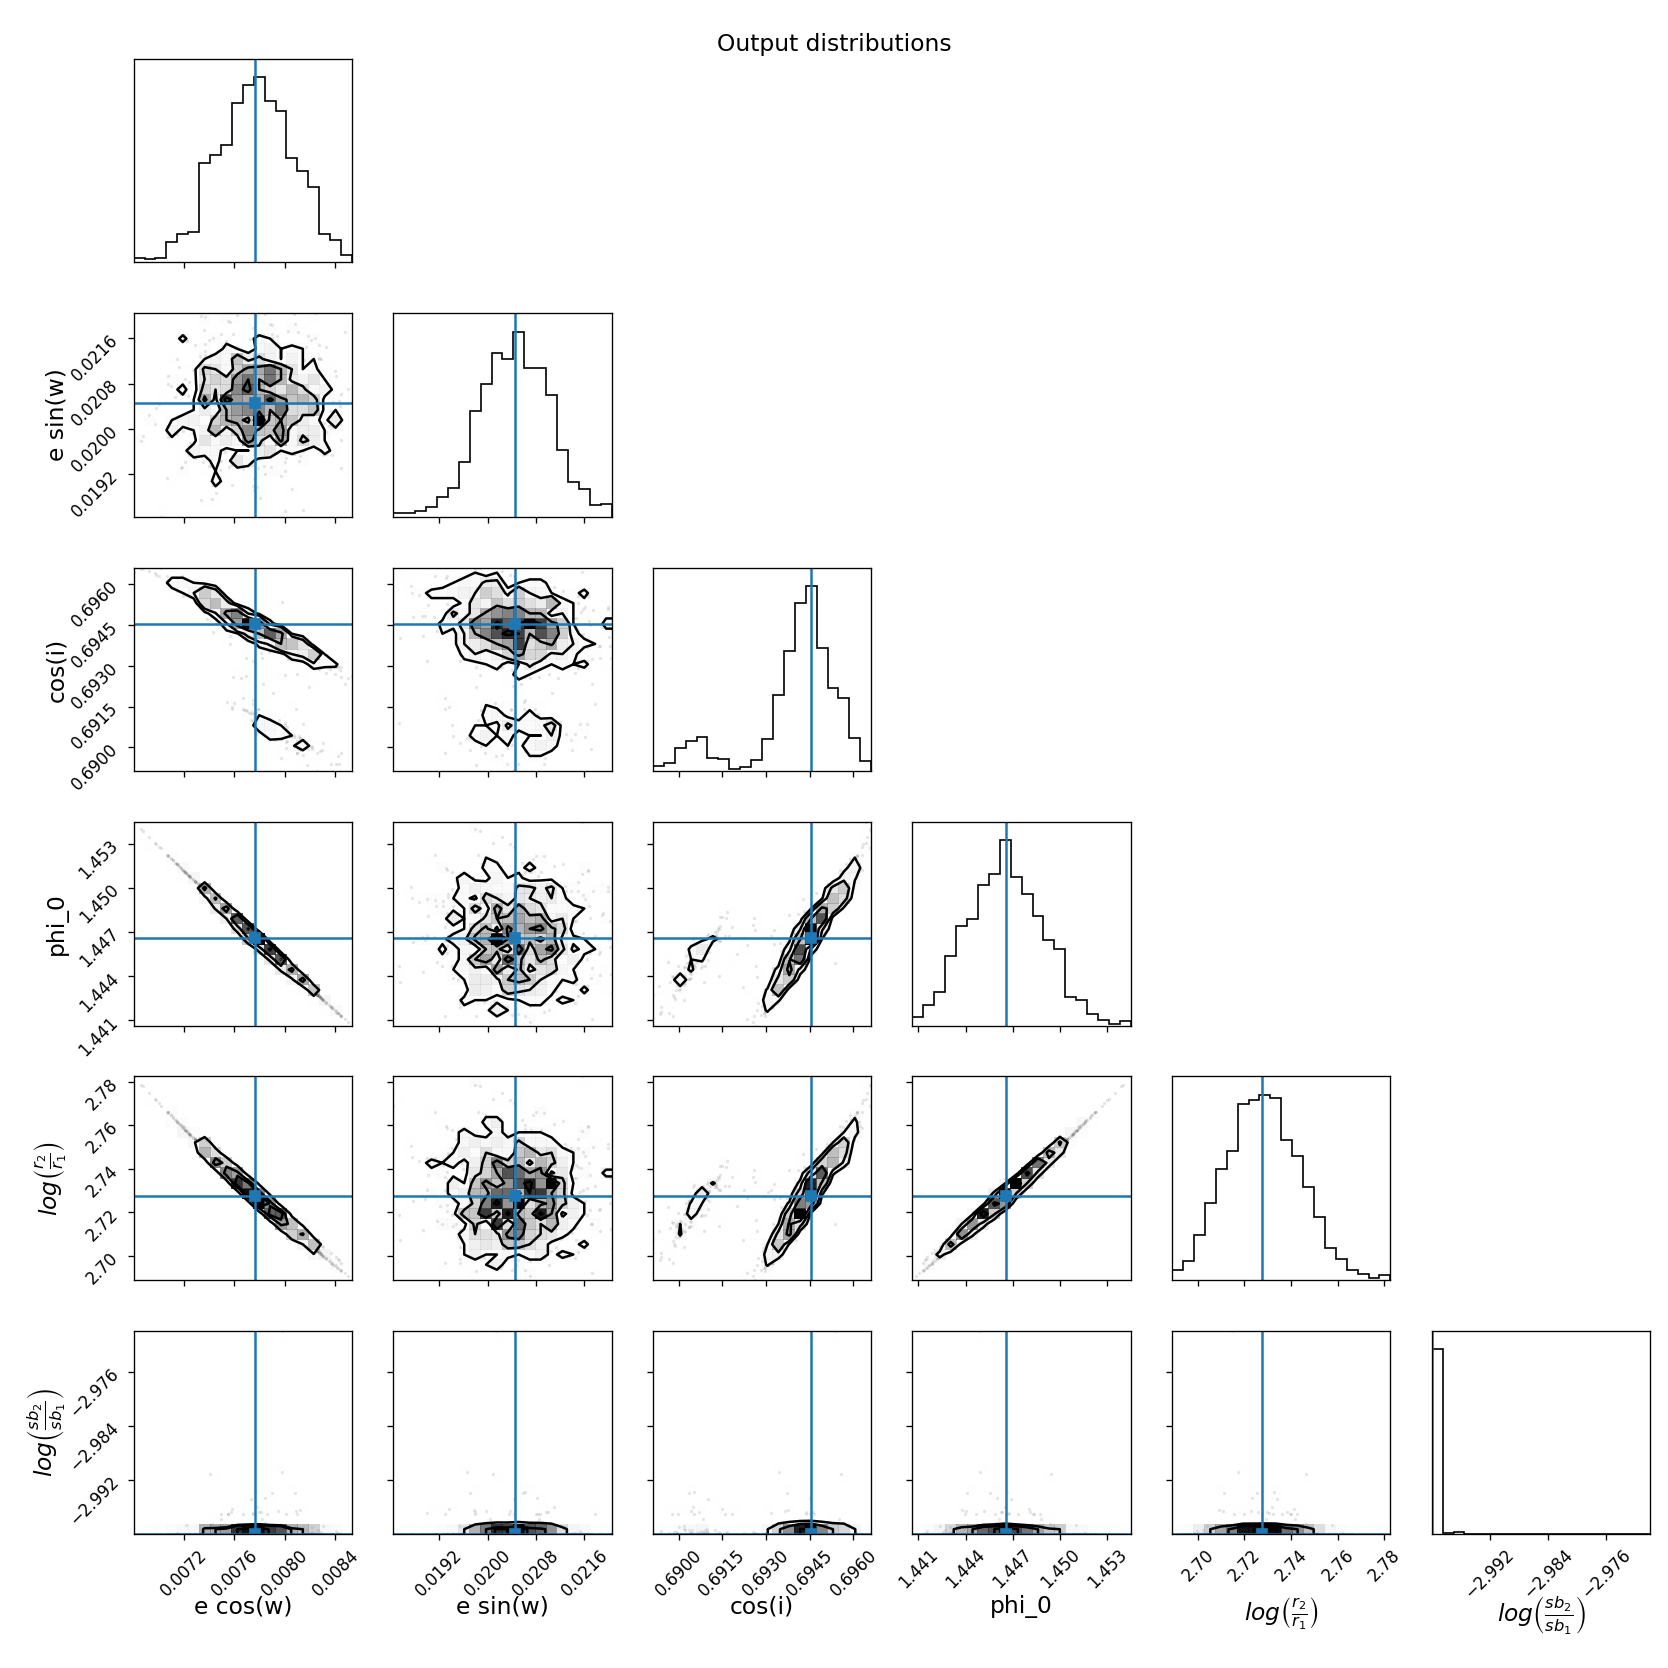 Output distributions
e sin(w)
0.0216
0.0208
0.0200
0.0192
cos(i)
0.6960
0.6945
0.6930
0.6915
0.6900
phi_0
1.453
1.450
1.447
1.444
1.441
log(r₂/r₁)
2.78
2.76
2.74
2.72
2.70
log(sb₂/sb₁)
−2.976
−2.984
−2.992
0.0072 0.0076 0.0080 0.0084
0.0192 0.0200 0.0208 0.0216
0.6900 0.6915 0.6930 0.6945 0.6960
1.441 1.444 1.447 1.450 1.453
2.70 2.72 2.74 2.76 2.78
−2.992 −2.984 −2.976
e cos(w)
e sin(w)
cos(i)
phi_0
log(r₂/r₁)
log(sb₂/sb₁)